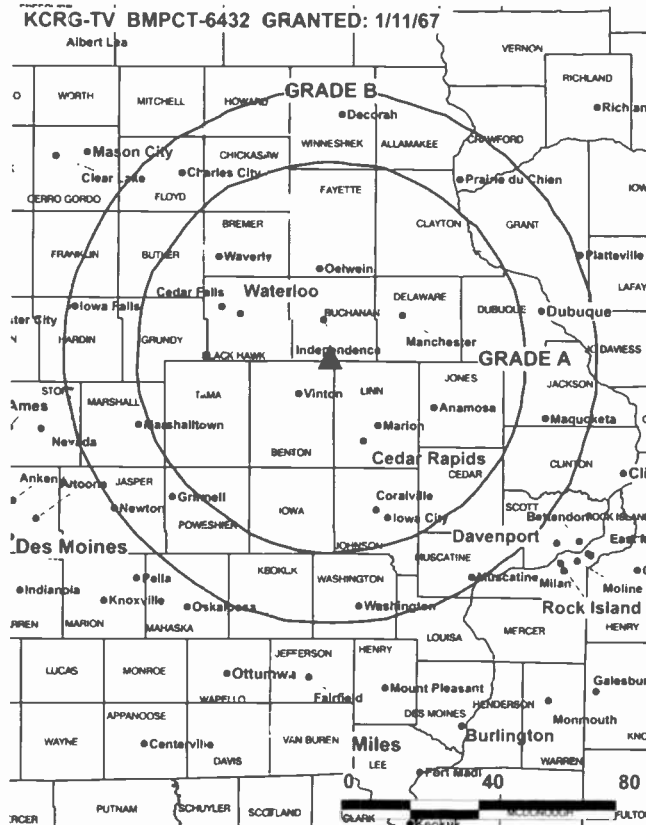 KCRG-TV BMPCT-6432 GRANTED: 1/11/67
Albert Lea
VERNON
RICHLAND
WORTH
MITCHELL
HOWARD
GRADE B
Decorah
CRAWFORD
WINNESHIEK
ALLAMAKEE
Mason City
CHICKASAW
Clear Lake
Charles City
Prairie du Chien
CERRO GORDO
FLOYD
FAYETTE
CLAYTON
GRANT
BREMER
FRANKLIN
BUTLER
Waverly
Platteville
Oelwein
Cedar Falls
Waterloo
DELAWARE
Iowa Falls
BUCHANAN
DUBUQUE
Dubuque
HARDIN
GRUNDY
Manchester
BLACK HAWK
Independence
GRADE A
JO DAVIESS
TAMA
LINN
JONES
JACKSON
MARSHALL
Vinton
Anamosa
Ames
Marshalltown
Marion
Maquoketa
Nevada
BENTON
Cedar Rapids
CLINTON
JASPER
CEDAR
Altoona
Grinnell
Coralville
SCOTT
Newton
IOWA
Iowa City
Bettendorf
ROCK ISLAND
POWESHIEK
Davenport
Des Moines
JOHNSON
MUSCATINE
KEOKUK
WASHINGTON
Pella
Muscatine
Milan
Moline
Indianola
Knoxville
Oskaloosa
Washington
Rock Island
MARION
MAHASKA
MERCER
HENRY
LOUISA
JEFFERSON
HENRY
LUCAS
MONROE
Ottumwa
WAPELLO
Fairfield
Mount Pleasant
HENDERSON
DES MOINES
Monmouth
APPANOOSE
Burlington
WAYNE
Centerville
VAN BUREN
Miles
DAVIS
LEE
WARREN
0 40 80
PUTNAM
SCHUYLER
SCOTLAND
CLARK
MCDONOUGH
Keokuk